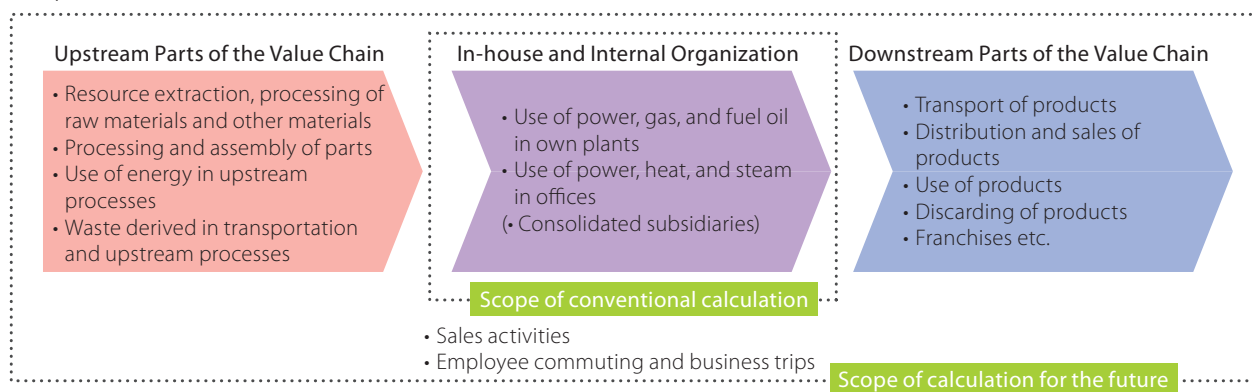 Upstream Parts of the Value Chain
• Resource extraction, processing of
raw materials and other materials
• Processing and assembly of parts
• Use of energy in upstream
processes
• Waste derived in transportation
and upstream processes
In-house and Internal Organization
• Use of power, gas, and fuel oil
in own plants
• Use of power, heat, and steam
in offices
(• Consolidated subsidiaries)
Scope of conventional calculation
• Sales activities
• Employee commuting and business trips
Downstream Parts of the Value Chain
• Transport of products
• Distribution and sales of
products
• Use of products
• Discarding of products
• Franchises etc.
Scope of calculation for the future